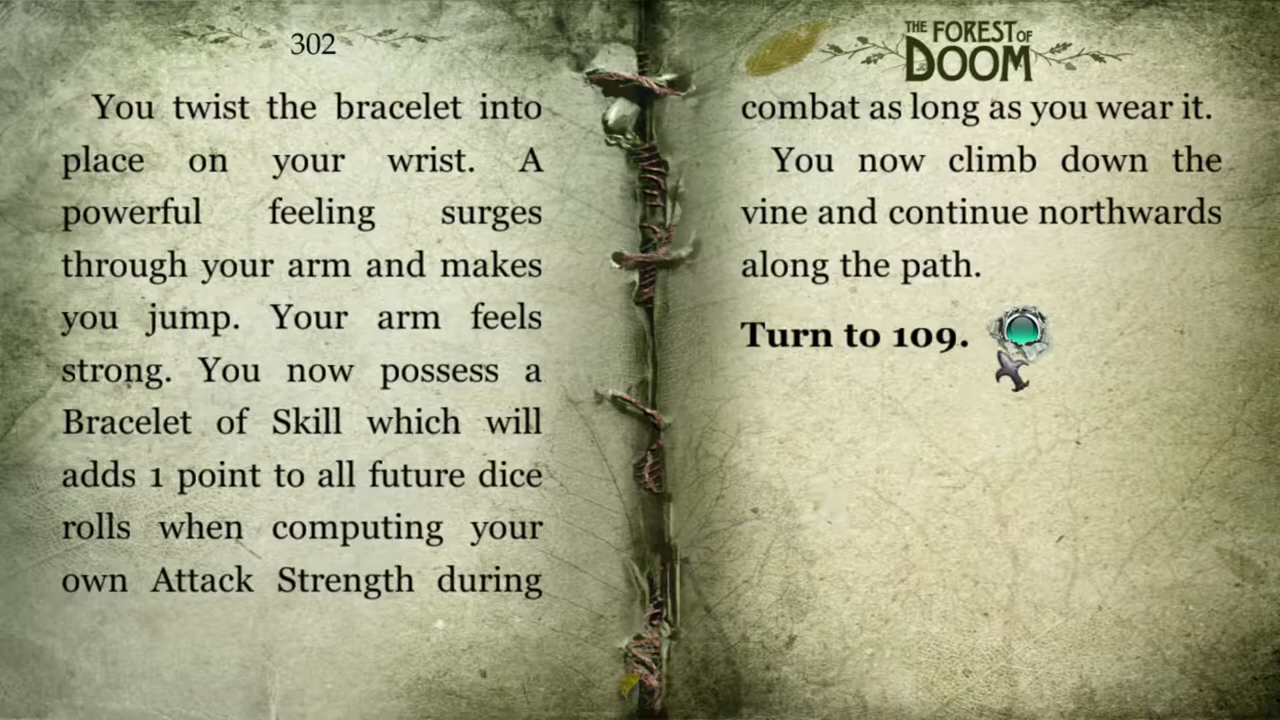 302
You twist the bracelet into
place on your wrist. A
powerful feeling surges
through your arm and makes
you jump. Your arm feels
strong. You now possess a
Bracelet of Skill which will
adds 1 point to all future dice
rolls when computing your
own Attack Strength during
THE FOREST OF
DOOM
combat as long as you wear it.
You now climb down the
vine and continue northwards
along the path.
Turn to 109.